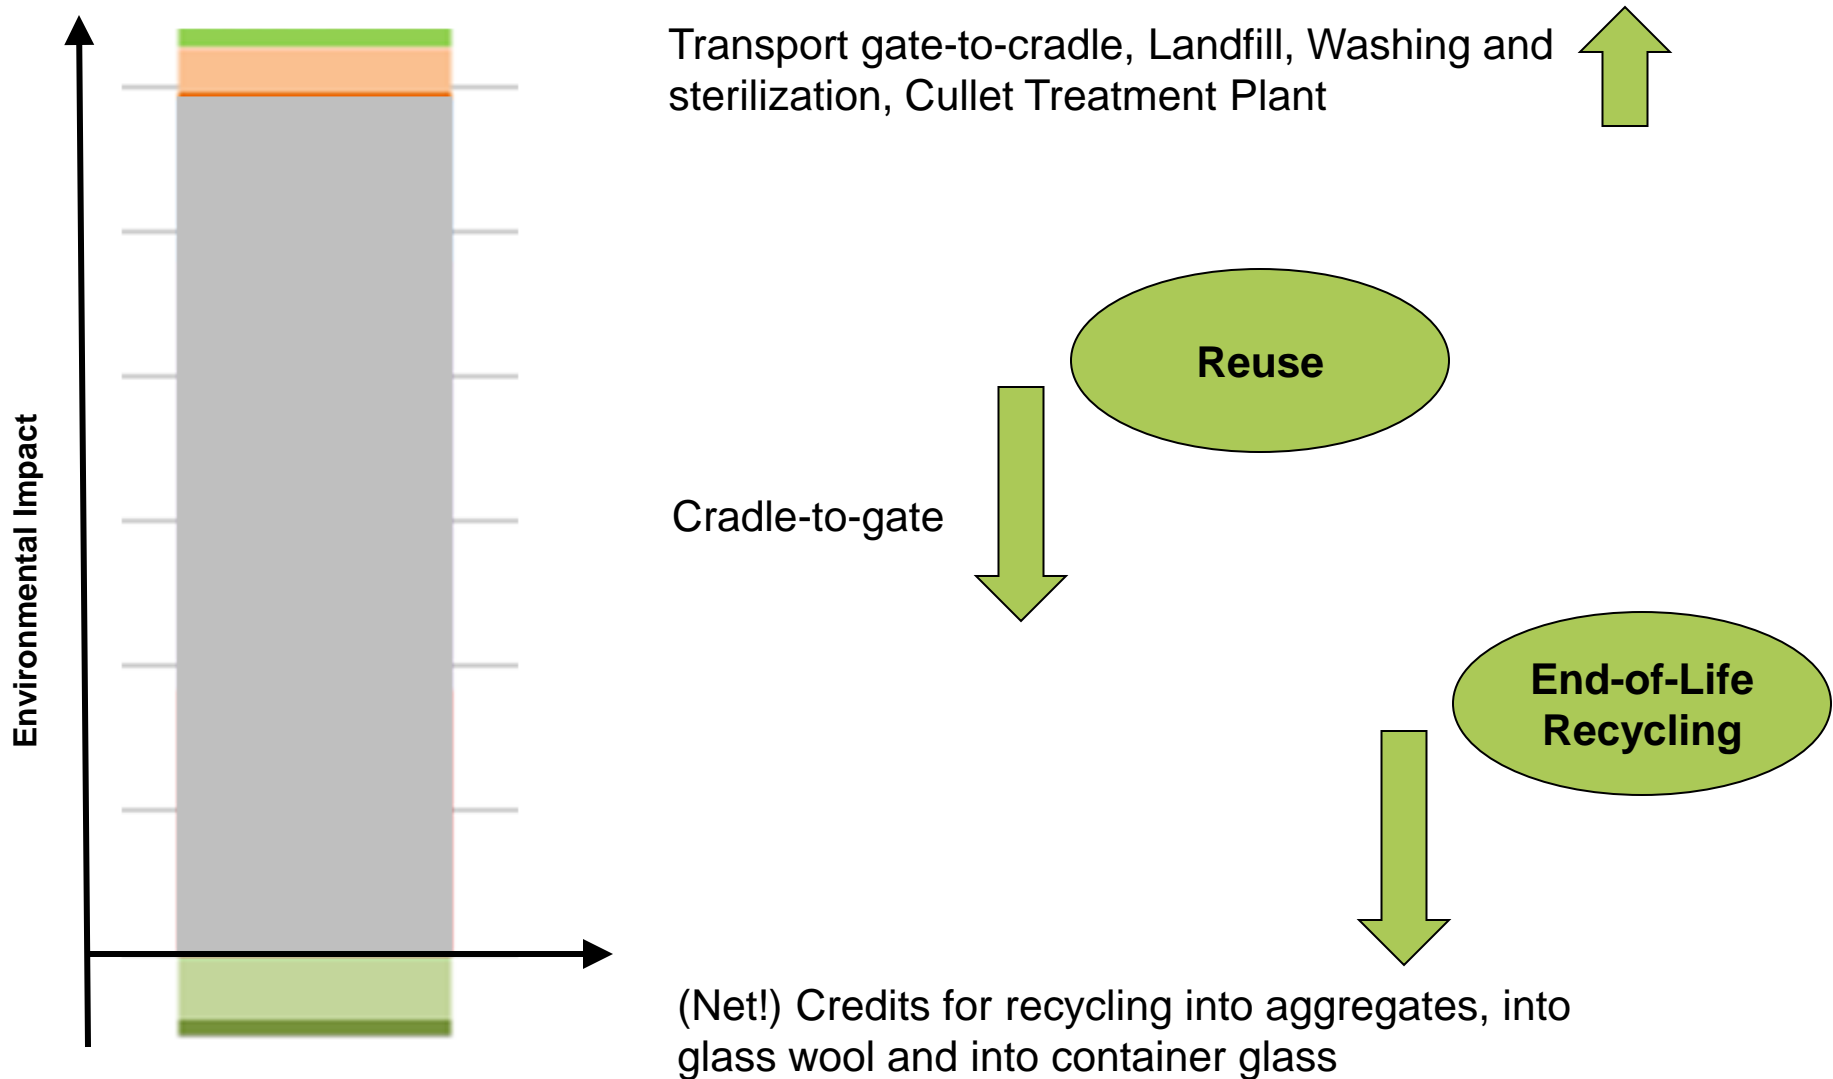 Transport gate-to-cradle, Landfill, Washing and
sterilization, Cullet Treatment Plant
Reuse
Environmental Impact
Cradle-to-gate
End-of-Life
Recycling
(Net!) Credits for recycling into aggregates, into
glass wool and into container glass